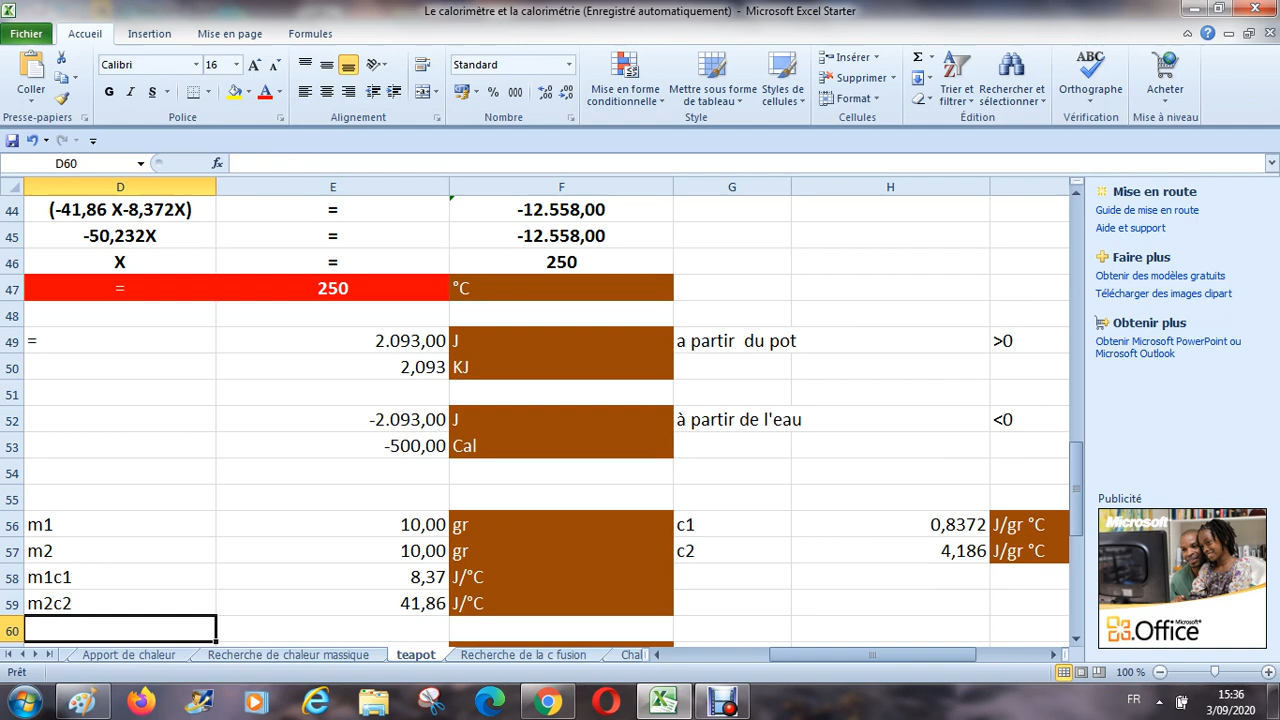 Le calorimètre et la calorimétrie (Enregistré automatiquement) - Microsoft Excel Starter
Fichier Accueil Insertion Mise en page Formules
Coller
Calibri 16
G I S
Standard
% 000
Mise en forme conditionnelle
Mettre sous forme de tableau
Styles de cellules
Insérer
Supprimer
Format
Σ
Trier et filtrer
Rechercher et sélectionner
ABC
Orthographe
Acheter
Presse-papiers Police Alignement Nombre Style Cellules Édition Vérification Mise à niveau
D60 fx
D E F G H
44 (-41,86 X-8,372X) = -12.558,00
45 -50,232X = -12.558,00
46 X = 250
47 = 250 °C
48
49 = 2.093,00 J a partir du pot >0
50 2,093 KJ
51
52 -2.093,00 J à partir de l'eau <0
53 -500,00 Cal
54
55
56 m1 10,00 gr c1 0,8372 J/gr °C
57 m2 10,00 gr c2 4,186 J/gr °C
58 m1c1 8,37 J/°C
59 m2c2 41,86 J/°C
60
Mise en route
Guide de mise en route
Aide et support
Faire plus
Obtenir des modèles gratuits
Télécharger des images clipart
Obtenir plus
Obtenir Microsoft PowerPoint ou
Microsoft Outlook
Publicité
Microsoft
Microsoft
Office
Apport de chaleur Recherche de chaleur massique teapot Recherche de la c fusion Chal
Prêt 100 %
FR 15:36
3/09/2020